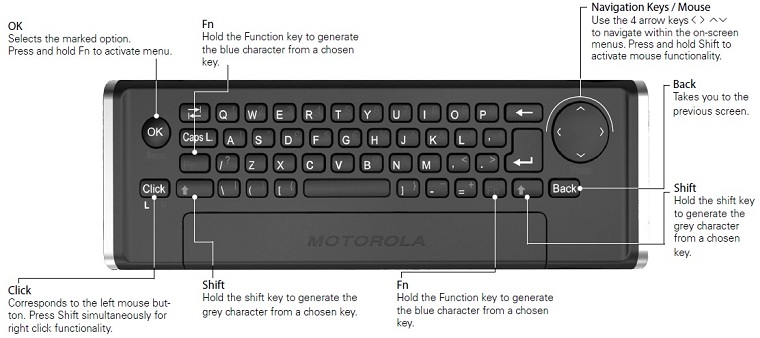 OK
Selects the marked option.
Press and hold Fn to activate menu.
Fn
Hold the Function key to generate
the blue character from a chosen
key.
Navigation Keys / Mouse
Use the 4 arrow keys < > ︿﹀
to navigate within the on-screen
menus. Press and hold Shift to
activate mouse functionality.
Back
Takes you to the
previous screen.
Q W E R T Y U I O P ←
OK
Caps L. A S D F G H J K L ' .
/ ? Z X C V B N M , < . >
Click \ | ( [ { ] } - _ = + Back
L
MOTOROLA
Shift
Hold the shift key
to generate the
grey character
from a chosen
key.
Click
Corresponds to the left mouse but-
ton. Press Shift simultaneously for
right click functionality.
Shift
Hold the shift key to generate the
grey character from a chosen key.
Fn
Hold the Function key to generate
the blue character from a chosen
key.